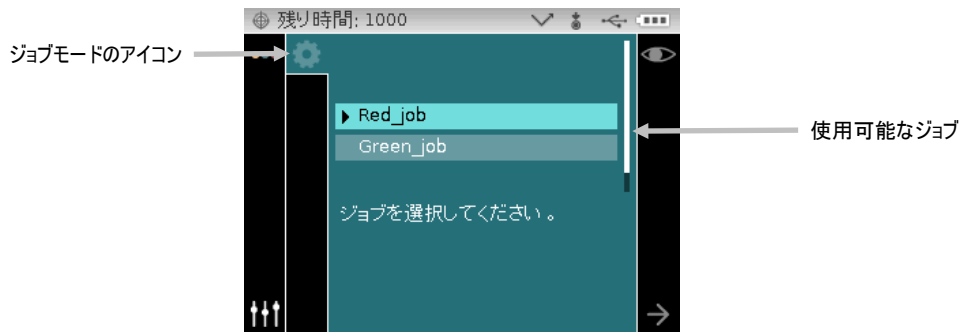 残り時間: 1000
ジョブモードのアイコン
Red_job
使用可能なジョブ
Green_job
ジョブを選択してください。